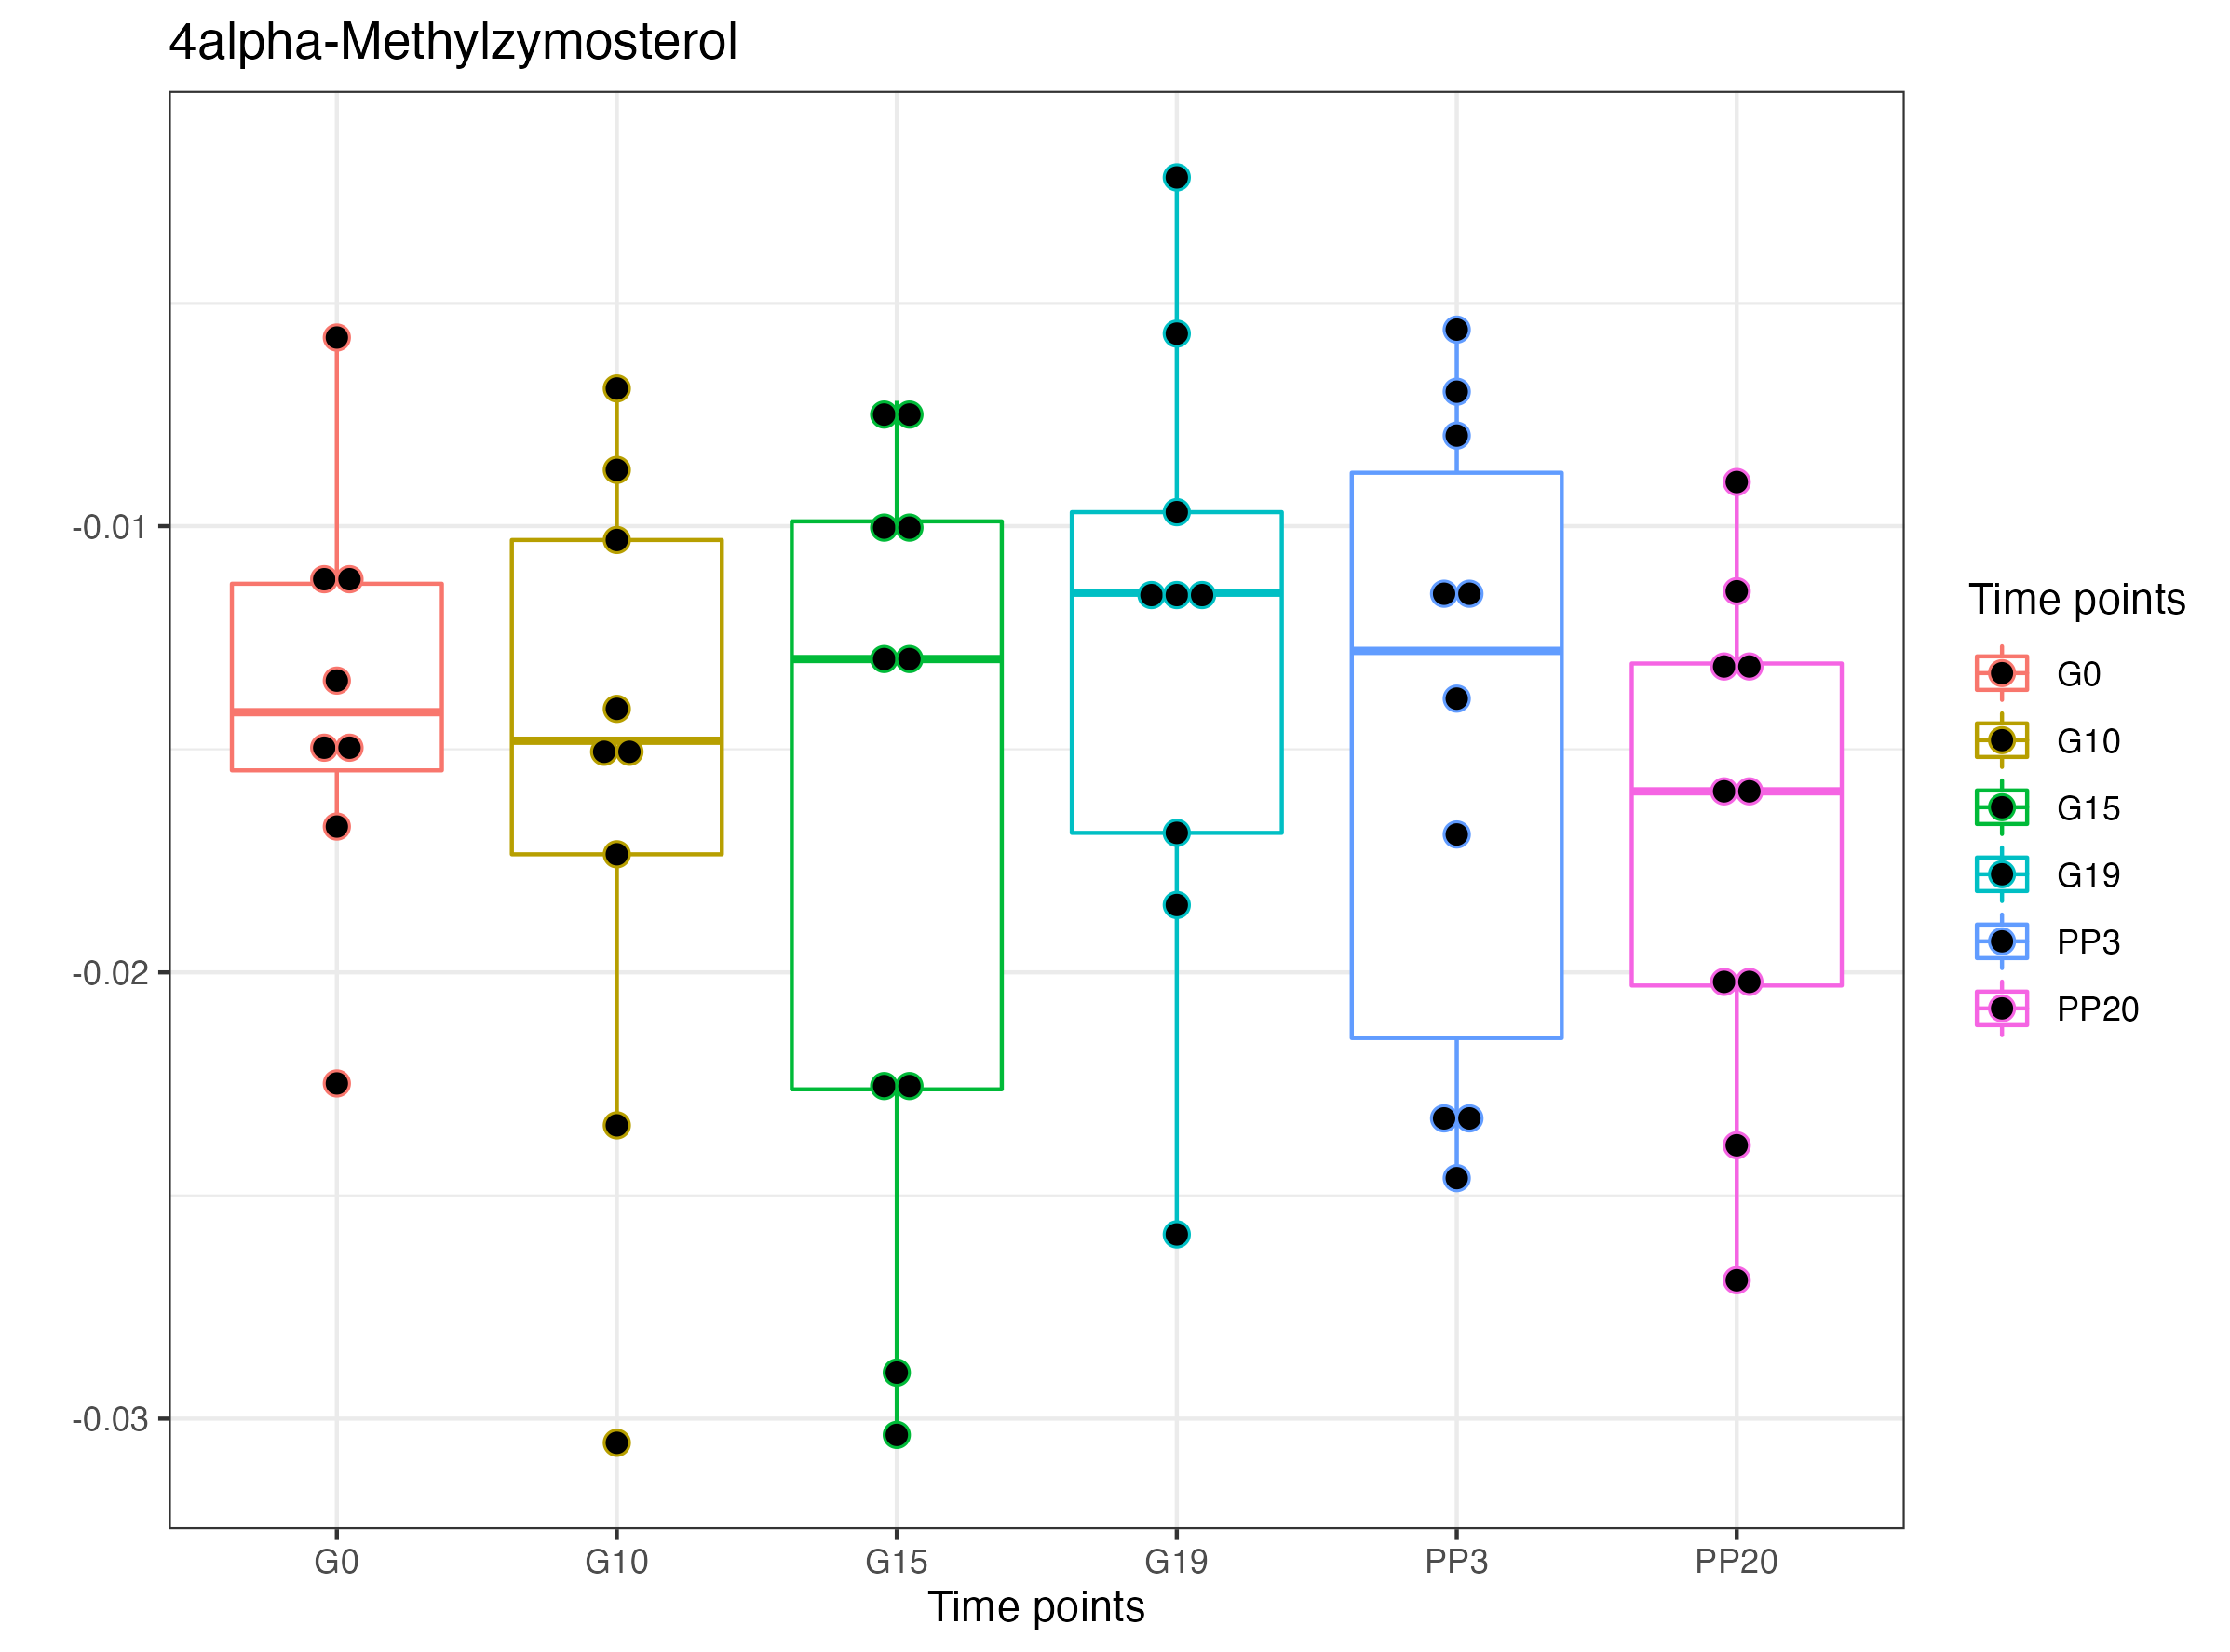 4alpha-Methylzymosterol
-0.01
-0.02
-0.03
G0 G10 G15 G19 PP3 PP20
Time points
Time points
G0
G10
G15
G19
PP3
PP20